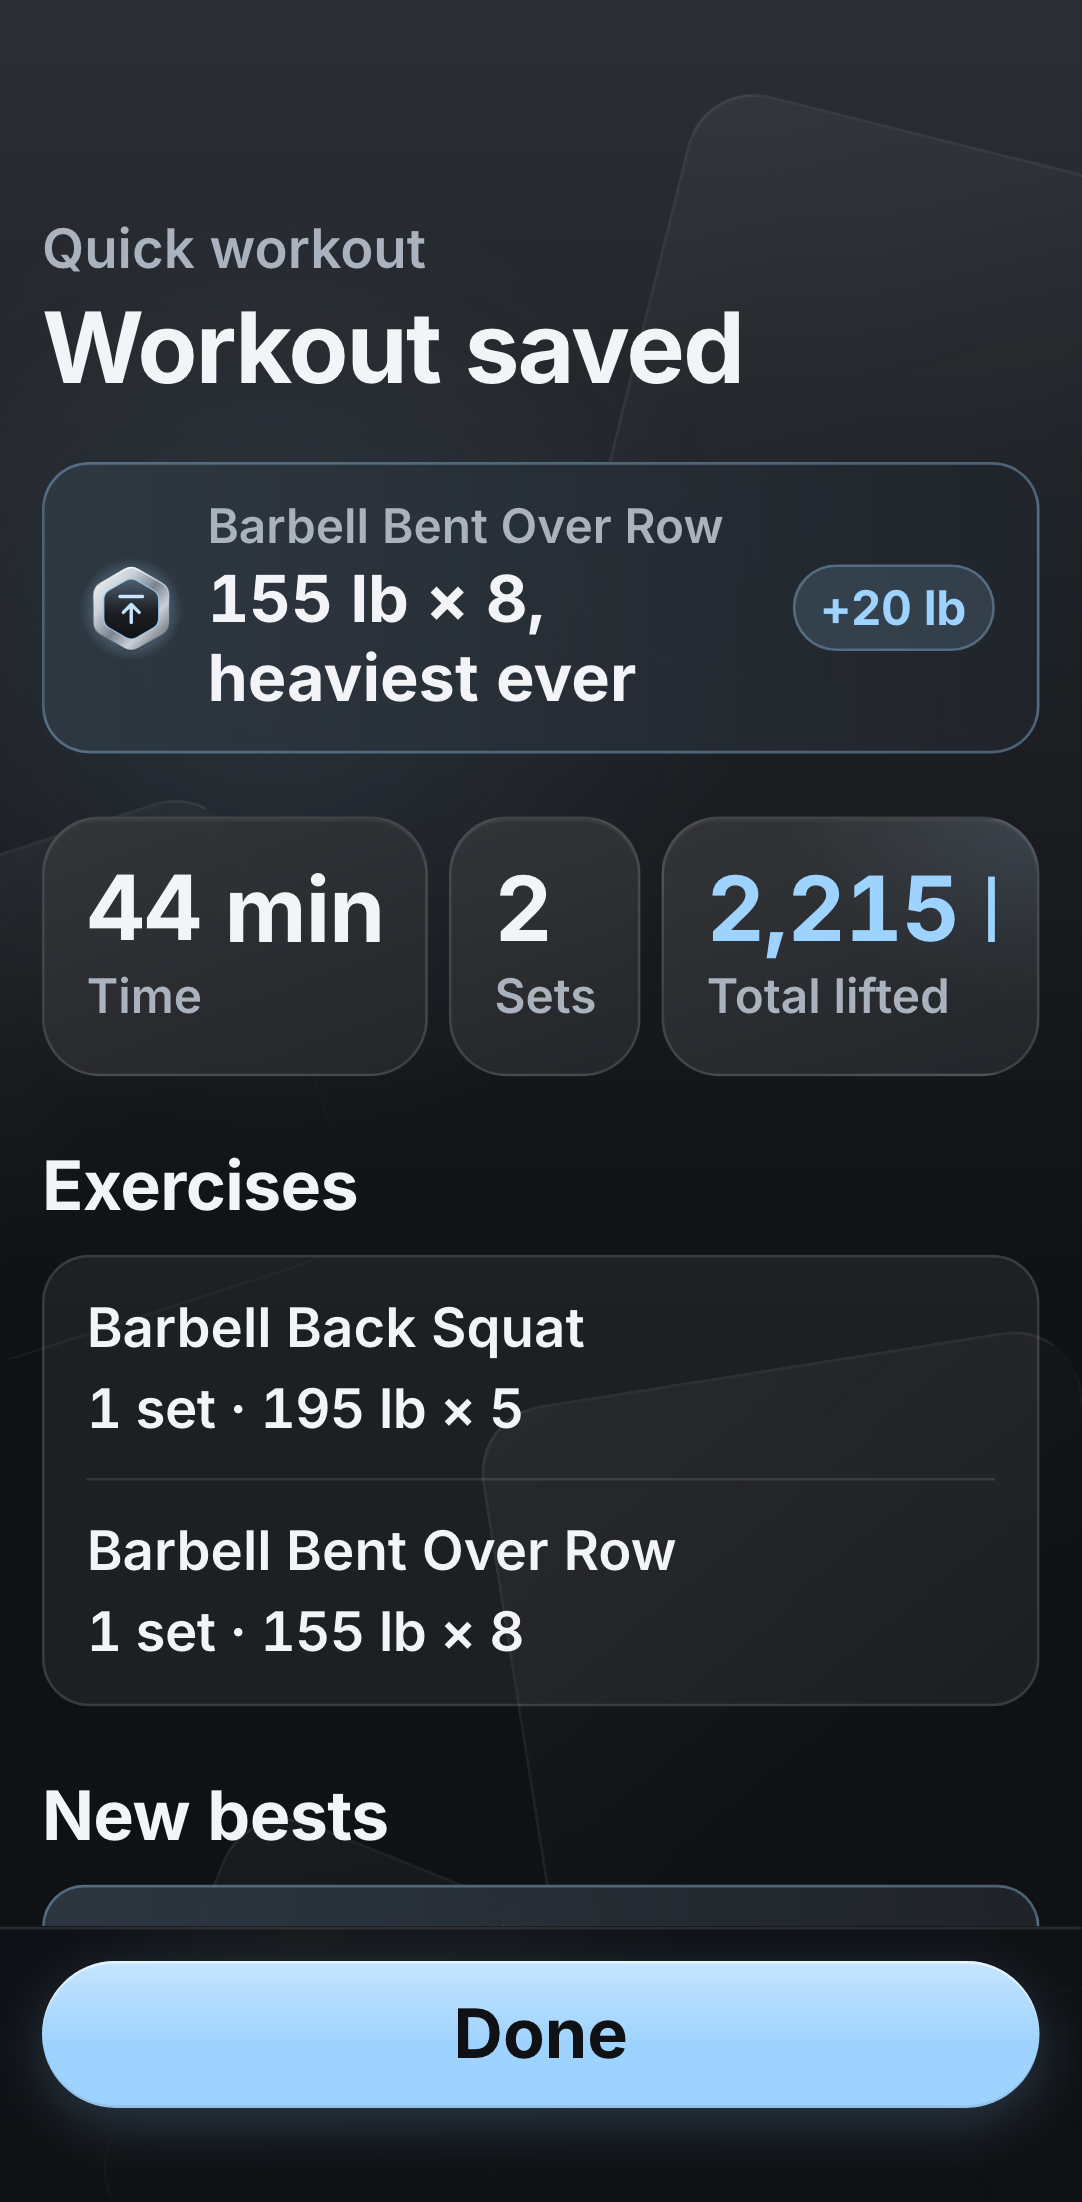 Quick workout
Workout saved
Barbell Bent Over Row
155 lb × 8,
heaviest ever
+20 lb
44 min
Time
2
Sets
2,215 l
Total lifted
Exercises
Barbell Back Squat
1 set · 195 lb × 5
Barbell Bent Over Row
1 set · 155 lb × 8
New bests
Done